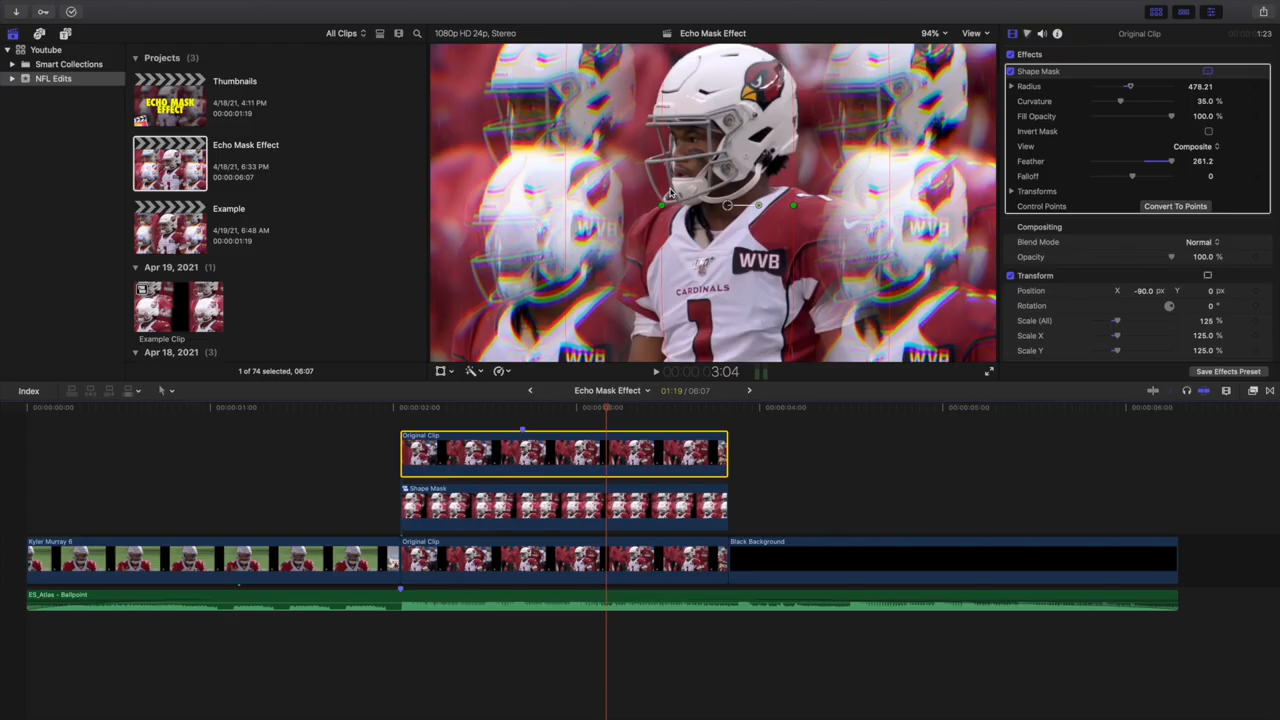 All Clips
1080p HD 24p, Stereo
Echo Mask Effect
94%
View
Original Clip
1:23
Youtube
Smart Collections
NFL Edits
Projects (3)
Thumbnails
4/18/21, 4:11 PM
00:00:01:19
ECHO MASK
EFFECT
Echo Mask Effect
4/18/21, 6:33 PM
00:00:06:07
Example
4/19/21, 6:48 AM
00:00:01:19
Apr 19, 2021 (1)
Example Clip
Apr 18, 2021 (3)
1 of 74 selected, 06:07
WVB
CARDINALS
1
WVB
WVB
Effects
Shape Mask
Radius 478.21
Curvature 35.0 %
Fill Opacity 100.0 %
Invert Mask
View Composite
Feather 261.2
Falloff 0
Transforms
Control Points Convert To Points
Compositing
Blend Mode Normal
Opacity 100.0 %
Transform
Position X -90.0 px Y 0 px
Rotation 0 °
Scale (All) 125 %
Scale X 125.0 %
Scale Y 125.0 %
Save Effects Preset
3:04
Index
Echo Mask Effect
01:19 / 06:07
00:00:00:00
00:00:01:00
00:00:02:00
00:00:04:00
00:00:05:00
00:00:06:00
Original Clip
Shape Mask
Kyler Murray 6
Original Clip
Black Background
ES_Atlas - Ballpoint